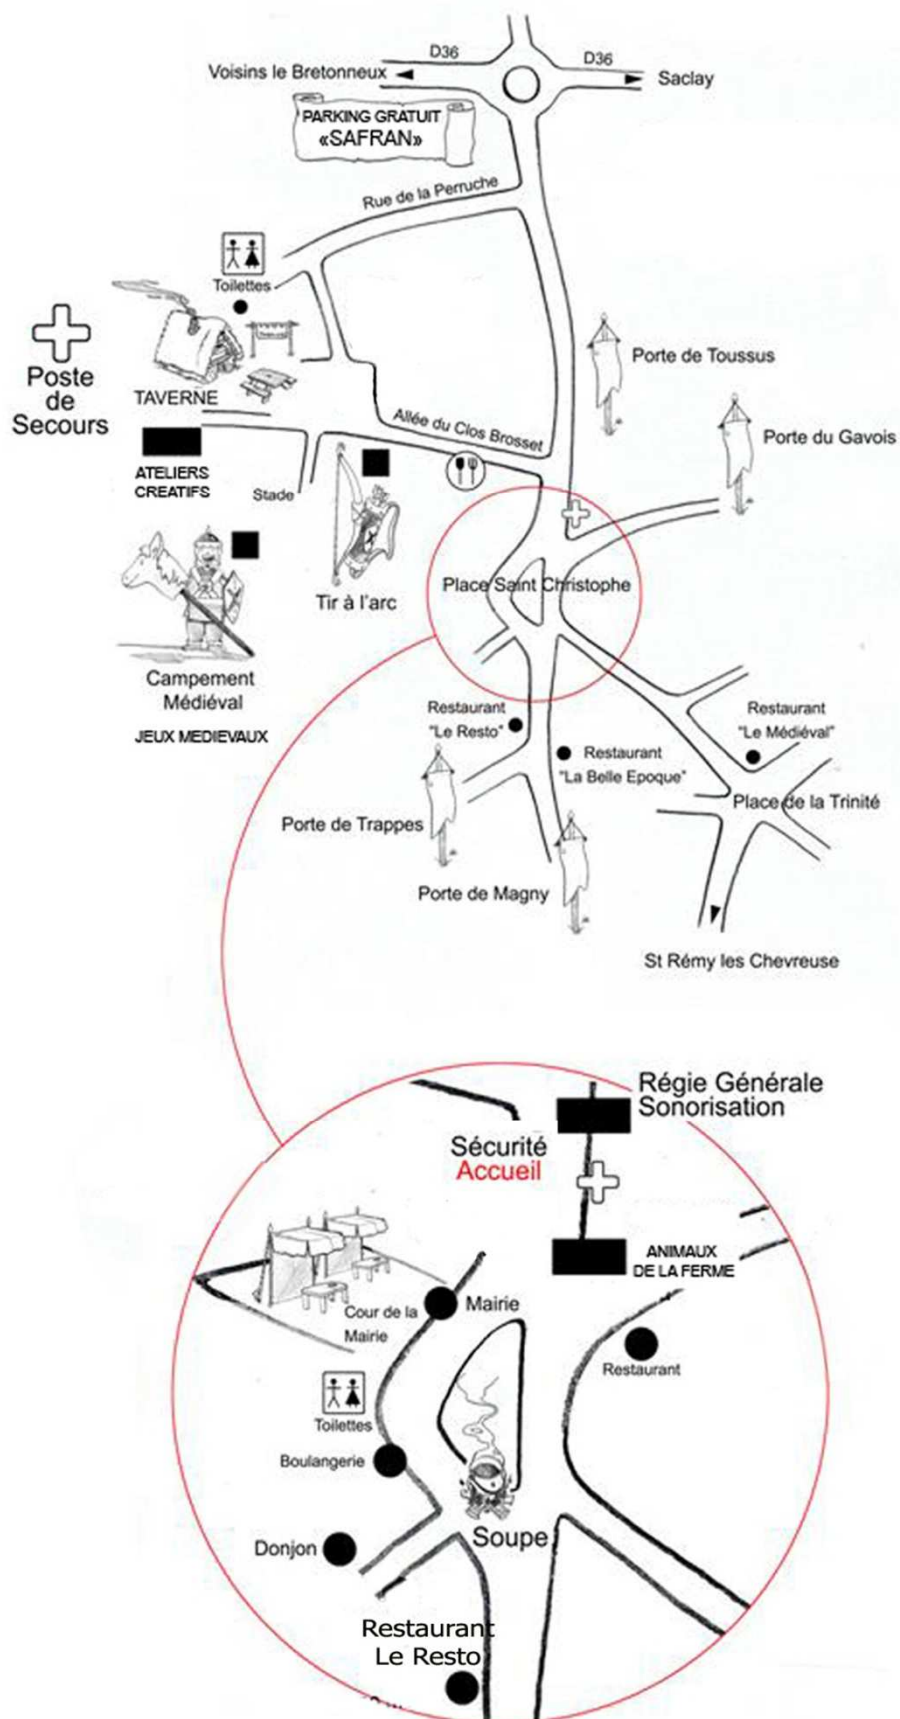 D36
D36
Voisins le Bretonneux
Saclay
PARKING GRATUIT
«SAFRAN»
Rue de la Perruche
Toilettes
Poste
de
Secours
TAVERNE
Porte de Toussus
Porte du Gavois
Allée du Clos Brosset
ATELIERS
CREATIFS
Stade
Tir à l'arc
Place Saint Christophe
Campement
Médiéval
JEUX MEDIEVAUX
Restaurant
"Le Resto"
Restaurant
"La Belle Epoque"
Restaurant
"Le Médiéval"
Place de la Trinité
Porte de Trappes
Porte de Magny
St Rémy les Chevreuse
Régie Générale
Sonorisation
Sécurité
Accueil
ANIMAUX
DE LA FERME
Cour de la
Mairie
Mairie
Restaurant
Toilettes
Boulangerie
Soupe
Donjon
Restaurant
Le Resto